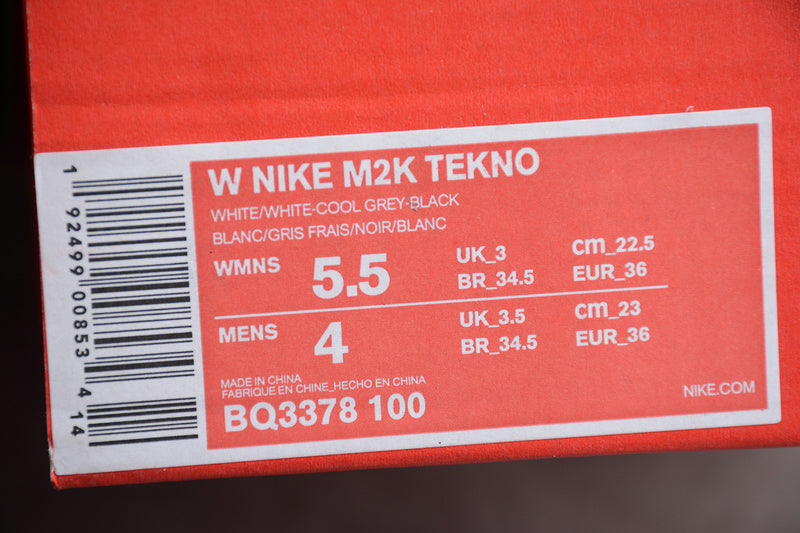 W NIKE M2K TEKNO
WHITE/WHITE-COOL GREY-BLACK
BLANC/GRIS FRAIS/NOIR/BLANC
WMNS 5.5 UK_3 cm_22.5
BR_34.5 EUR_36
MENS 4 UK_3.5 cm_23
BR_34.5 EUR_36
MADE IN CHINA
FABRIQUE EN CHINE_HECHO EN CHINA
BQ3378 100
NIKE.COM
1 92499 00853 4 14